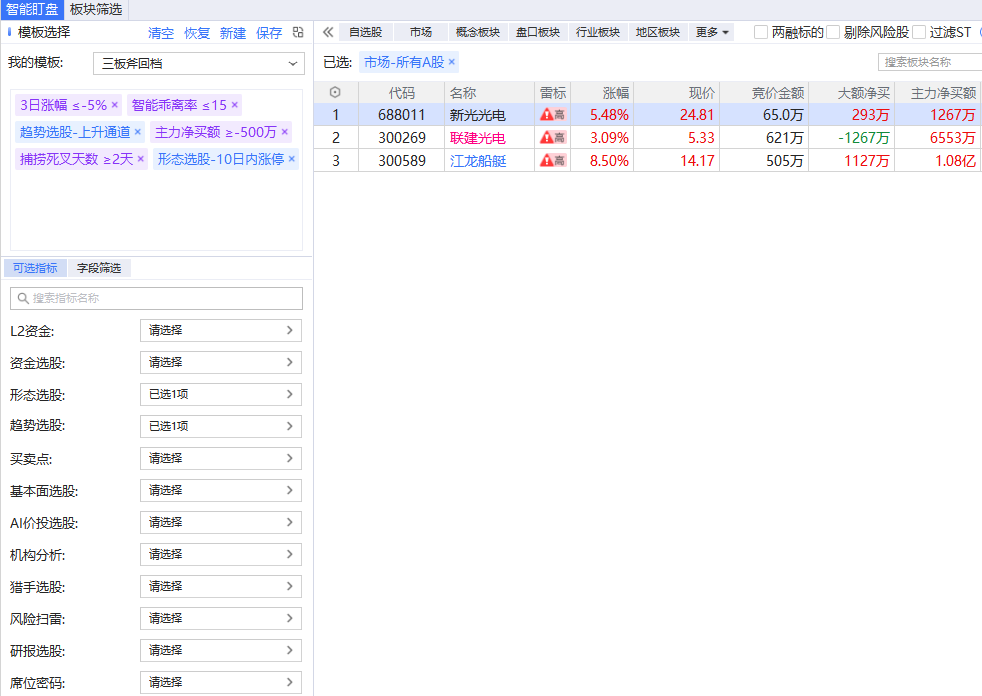 智能盯盘 板块筛选
模板选择 清空 恢复 新建 保存
我的模板: 三板斧回档
3日涨幅 ≤-5% × 智能乖离率 ≤15 ×
趋势选股-上升通道 × 主力净买额 ≥-500万 ×
捕捞死叉天数 ≥2天 × 形态选股-10日内涨停 ×
可选指标 字段筛选
搜索指标名称
L2资金: 请选择
资金选股: 请选择
形态选股: 已选1项
趋势选股: 已选1项
买卖点: 请选择
基本面选股: 请选择
AI价投选股: 请选择
机构分析: 请选择
猎手选股: 请选择
风险扫雷: 请选择
研报选股: 请选择
席位密码: 请选择
自选股 市场 概念板块 盘口板块 行业板块 地区板块 更多 两融标的 剔除风险股 过滤ST
已选: 市场-所有A股 × 搜索板块名称
代码 名称 雷标 涨幅 现价 竞价金额 大额净买 主力净买额
1 688011 新光光电 高 5.48% 24.81 65.0万 293万 1267万
2 300269 联建光电 高 3.09% 5.33 621万 -1267万 6553万
3 300589 江龙船艇 高 8.50% 14.17 505万 1127万 1.08亿